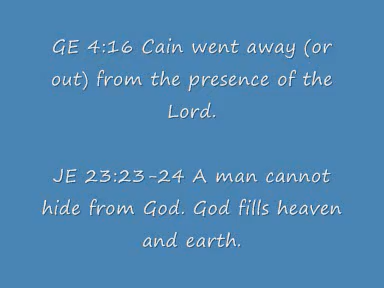 GE 4:16 Cain went away (or
out) from the presence of the
Lord.
JE 23:23-24 A man cannot
hide from God. God fills heaven
and earth.